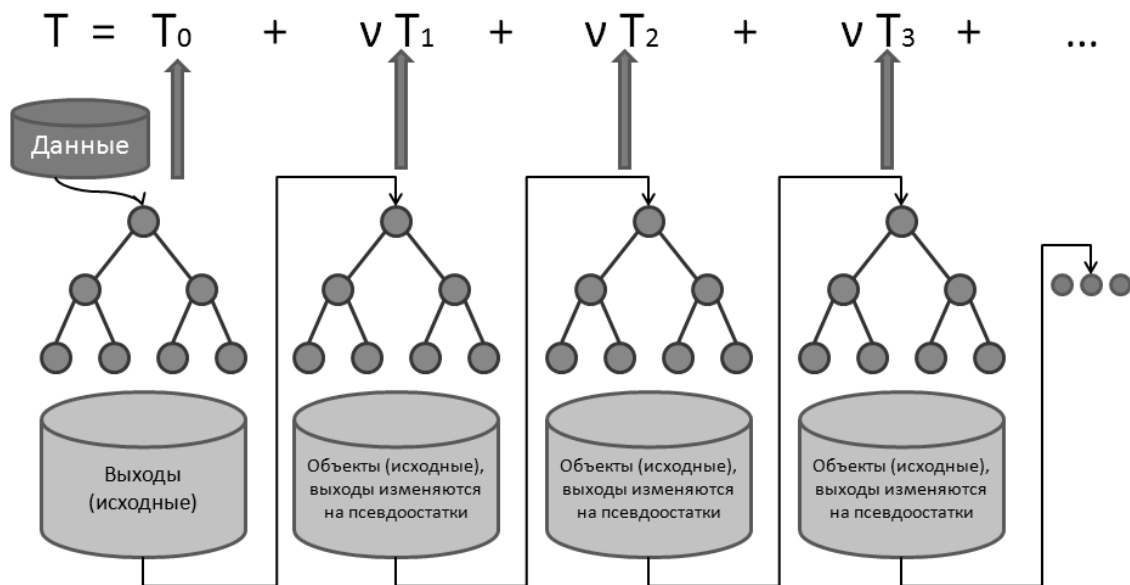 T = T₀ + ν T₁ + ν T₂ + ν T₃ + ...
Данные
Выходы
(исходные)
Объекты (исходные),
выходы изменяются
на псевдоостатки
Объекты (исходные),
выходы изменяются
на псевдоостатки
Объекты (исходные),
выходы изменяются
на псевдоостатки